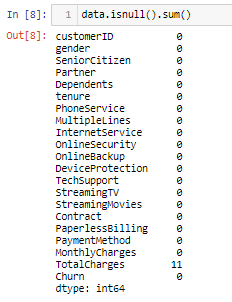 In [8]: 1 data.isnull().sum()
Out[8]: customerID 0
gender 0
SeniorCitizen 0
Partner 0
Dependents 0
tenure 0
PhoneService 0
MultipleLines 0
InternetService 0
OnlineSecurity 0
OnlineBackup 0
DeviceProtection 0
TechSupport 0
StreamingTV 0
StreamingMovies 0
Contract 0
PaperlessBilling 0
PaymentMethod 0
MonthlyCharges 0
TotalCharges 11
Churn 0
dtype: int64